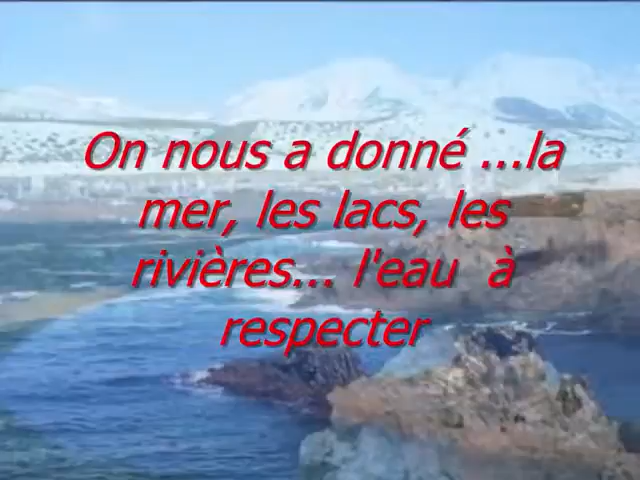 On nous a donné ...la
mer, les lacs, les
rivières... l'eau à
respecter